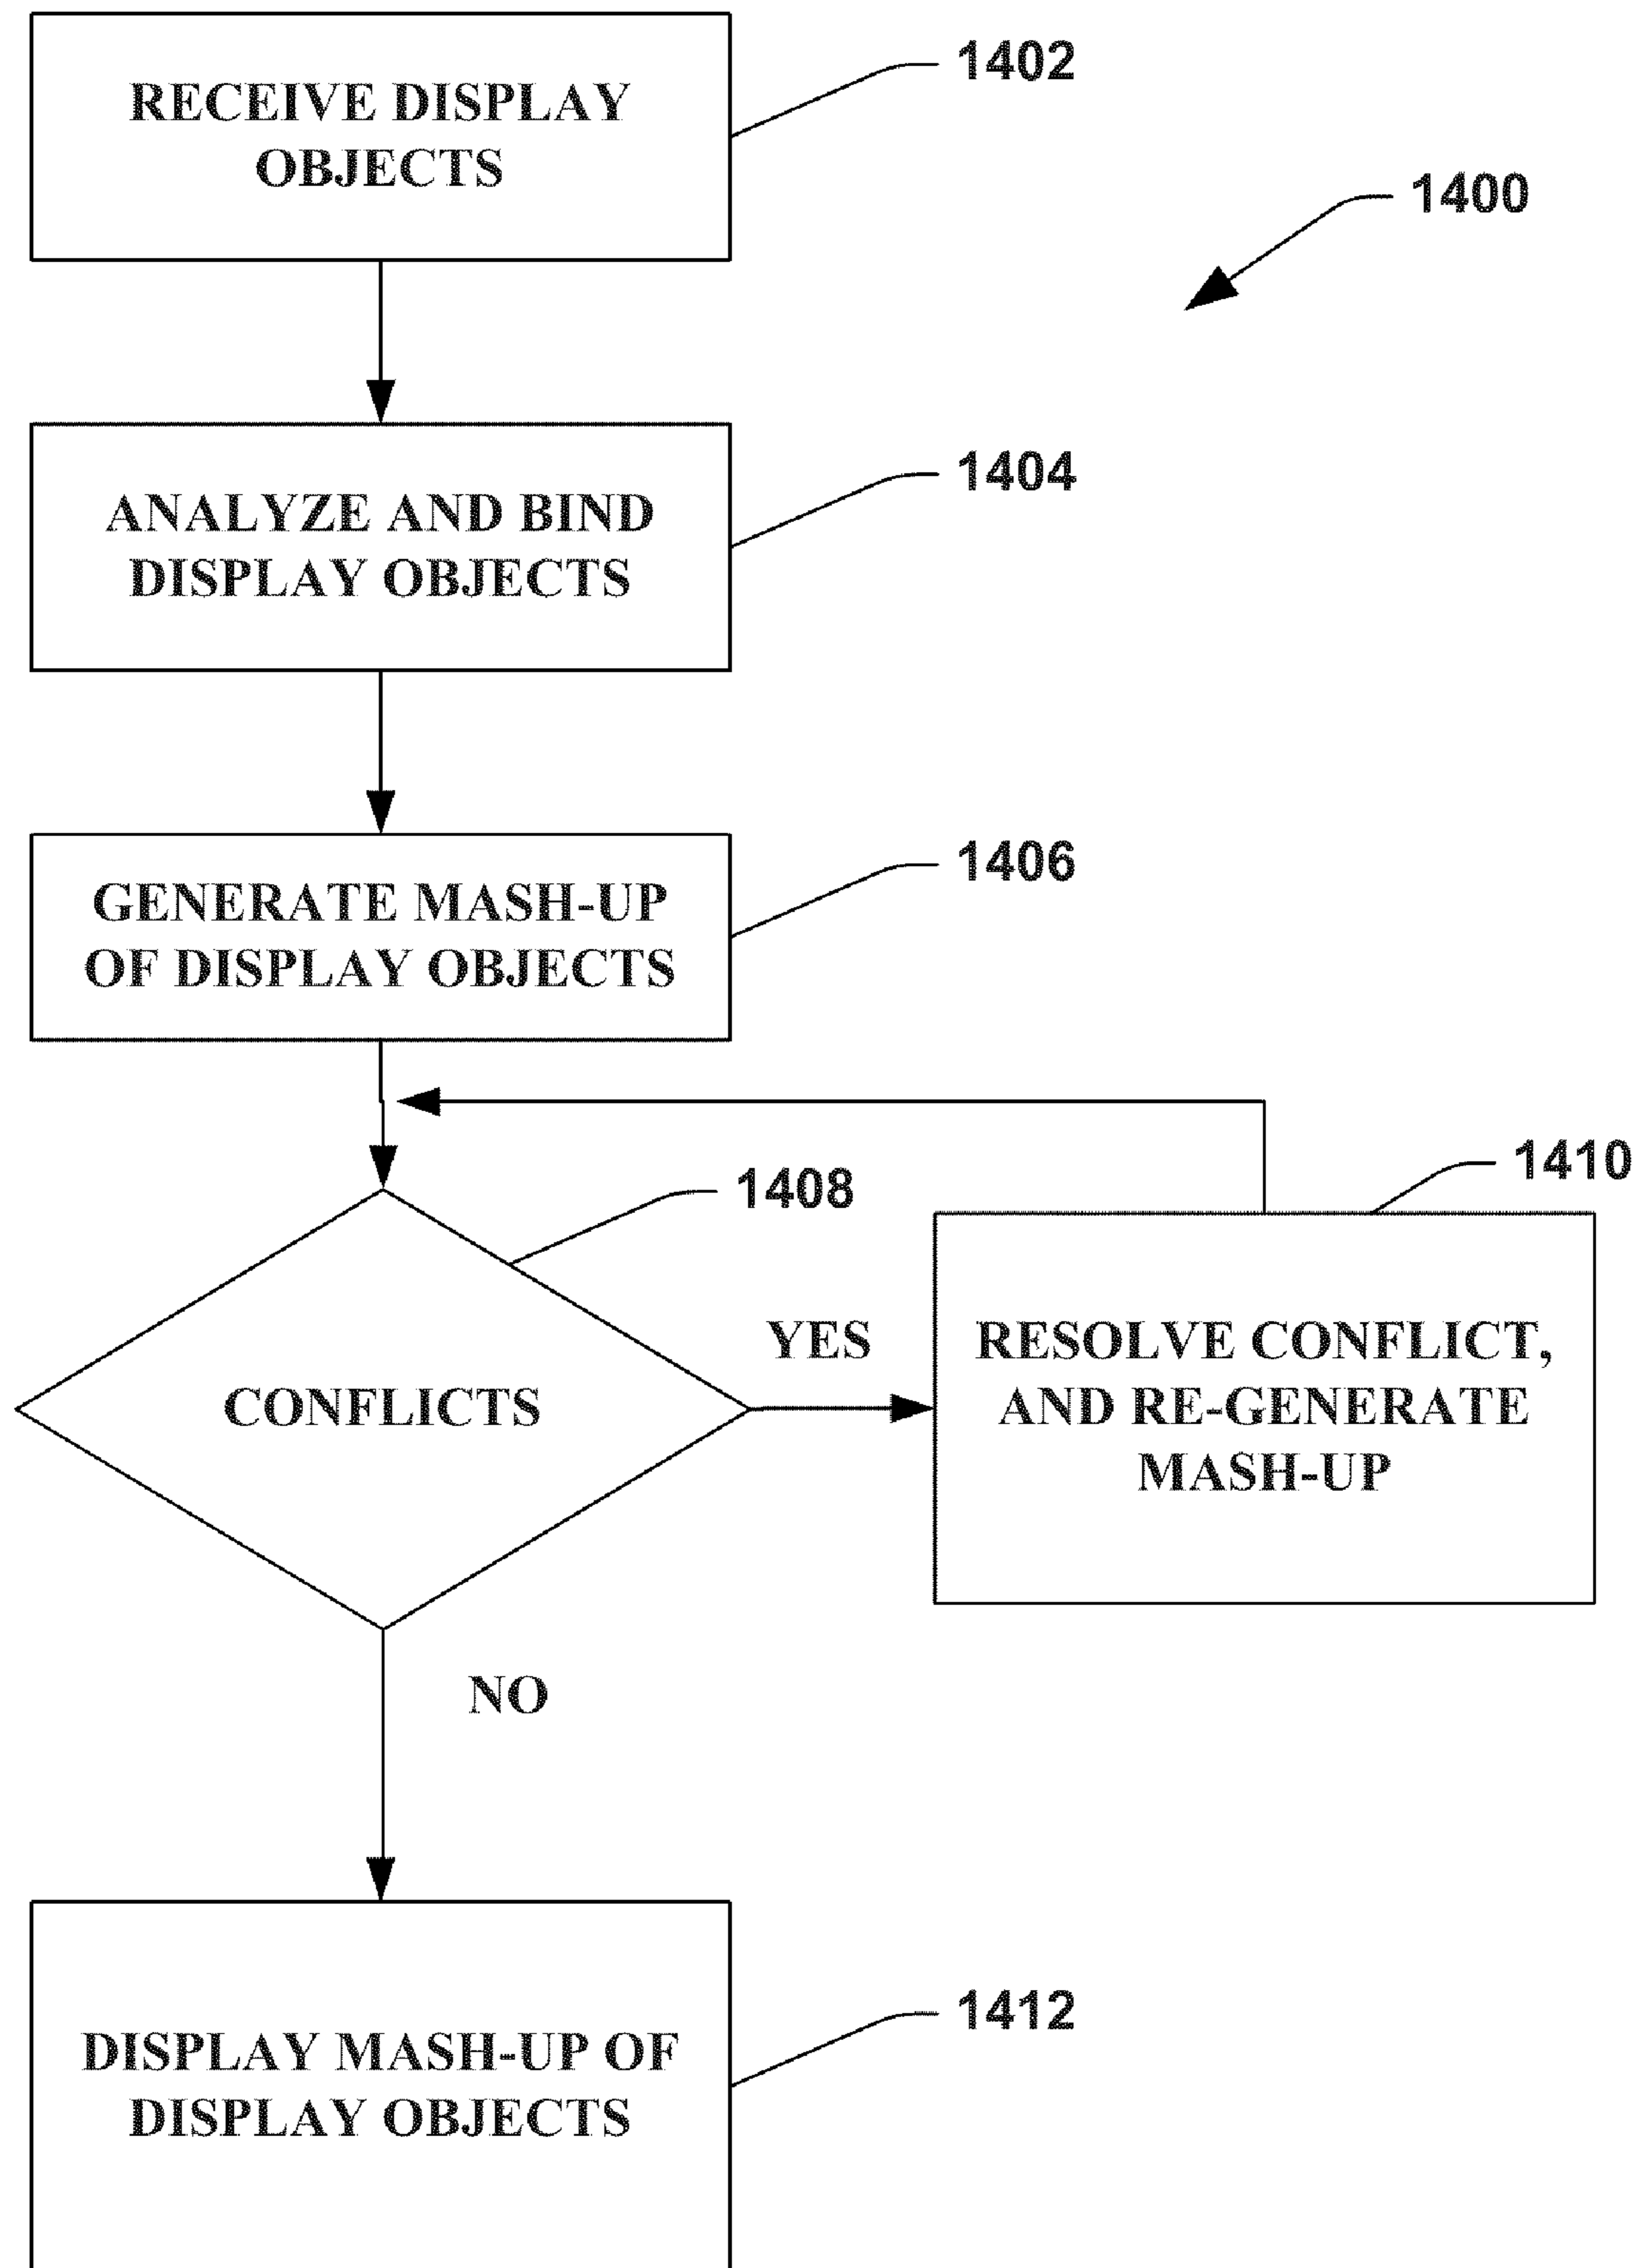 RECEIVE DISPLAY
OBJECTS
1402
1400
ANALYZE AND BIND
DISPLAY OBJECTS
1404
GENERATE MASH-UP
OF DISPLAY OBJECTS
1406
1408
1410
CONFLICTS
YES
RESOLVE CONFLICT,
AND RE-GENERATE
MASH-UP
NO
DISPLAY MASH-UP OF
DISPLAY OBJECTS
1412